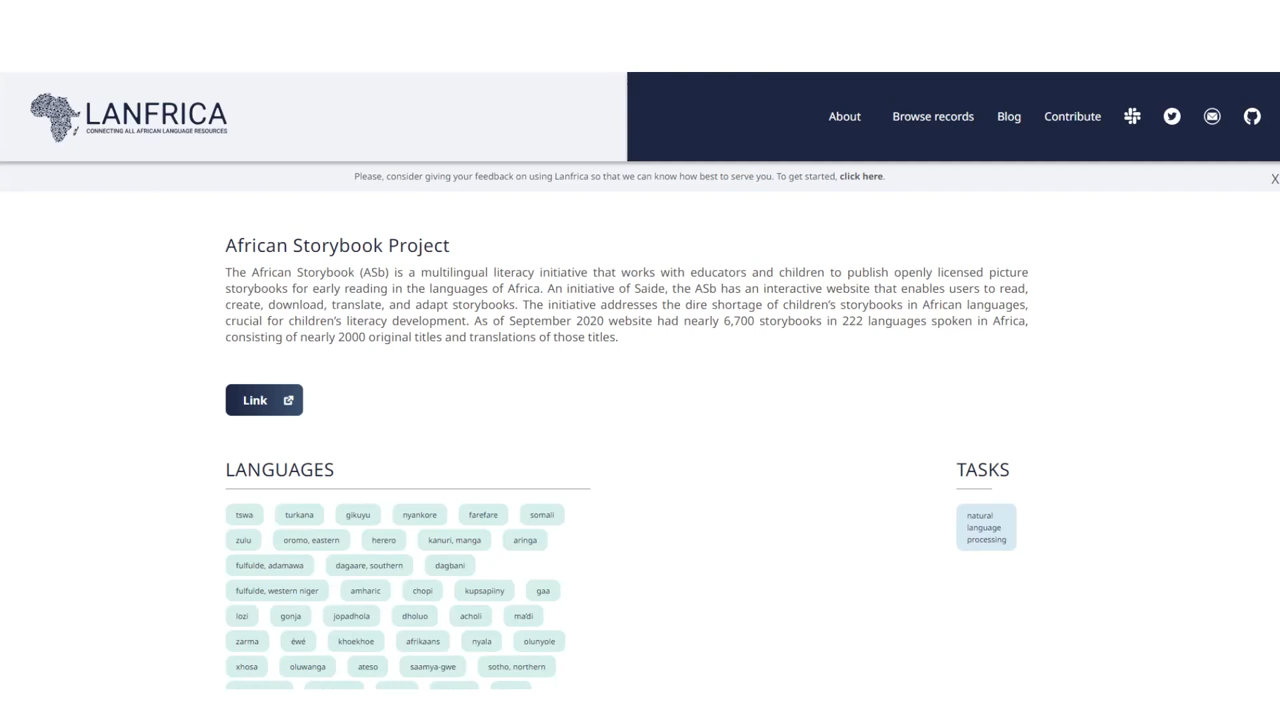 LANFRICA
CONNECTING ALL AFRICAN LANGUAGE RESOURCES
About Browse records Blog Contribute
Please, consider giving your feedback on using Lanfrica so that we can know how best to serve you. To get started, click here.
X
African Storybook Project
The African Storybook (ASb) is a multilingual literacy initiative that works with educators and children to publish openly licensed picture
storybooks for early reading in the languages of Africa. An initiative of Saide, the ASb has an interactive website that enables users to read,
create, download, translate, and adapt storybooks. The initiative addresses the dire shortage of children’s storybooks in African languages,
crucial for children’s literacy development. As of September 2020 website had nearly 6,700 storybooks in 222 languages spoken in Africa,
consisting of nearly 2000 original titles and translations of those titles.
Link
LANGUAGES
tswa turkana gikuyu nyankore farefare somali
zulu oromo, eastern herero kanuri, manga aringa
fulfulde, adamawa dagaare, southern dagbani
fulfulde, western niger amharic chopi kupsapiiny gaa
lozi gonja jopadhola dholuo acholi ma'di
zarma éwé khoekhoe afrikaans nyala olunyole
xhosa oluwanga ateso saamya-gwe sotho, northern
TASKS
natural
language
processing